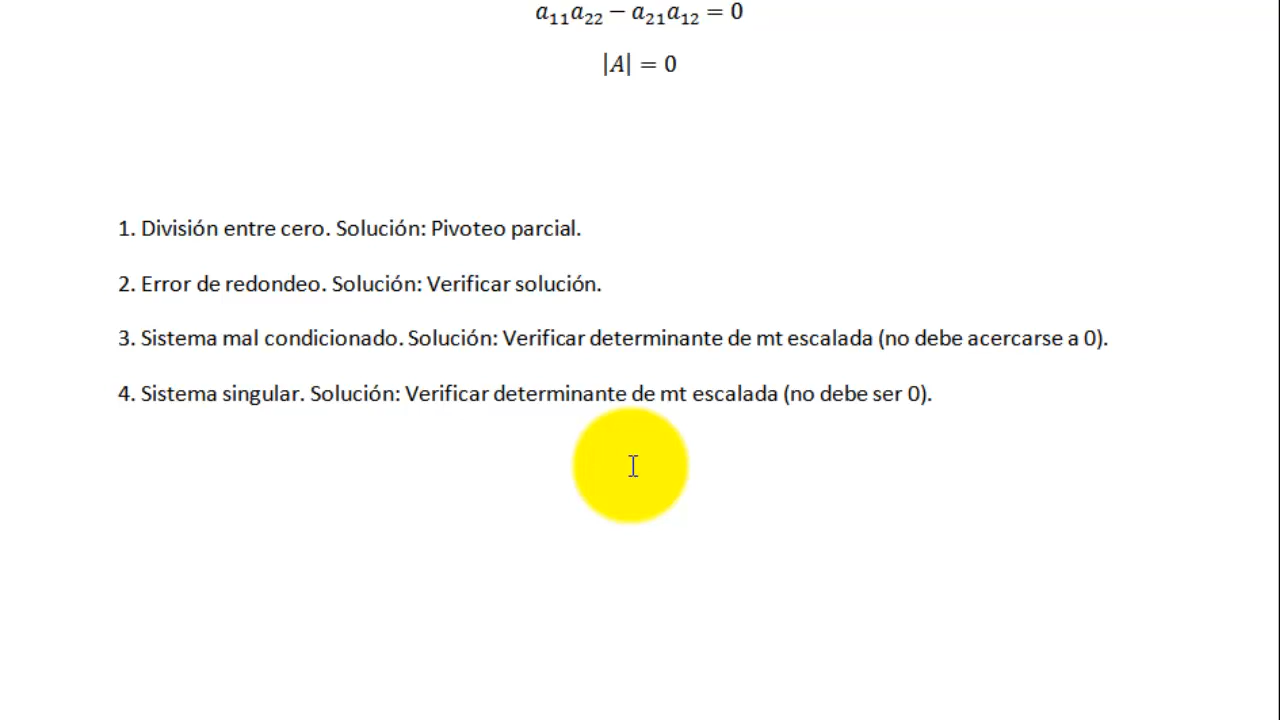 a₁₁a₂₂ − a₂₁a₁₂ = 0
|A| = 0
1. División entre cero. Solución: Pivoteo parcial.
2. Error de redondeo. Solución: Verificar solución.
3. Sistema mal condicionado. Solución: Verificar determinante de mt escalada (no debe acercarse a 0).
4. Sistema singular. Solución: Verificar determinante de mt escalada (no debe ser 0).